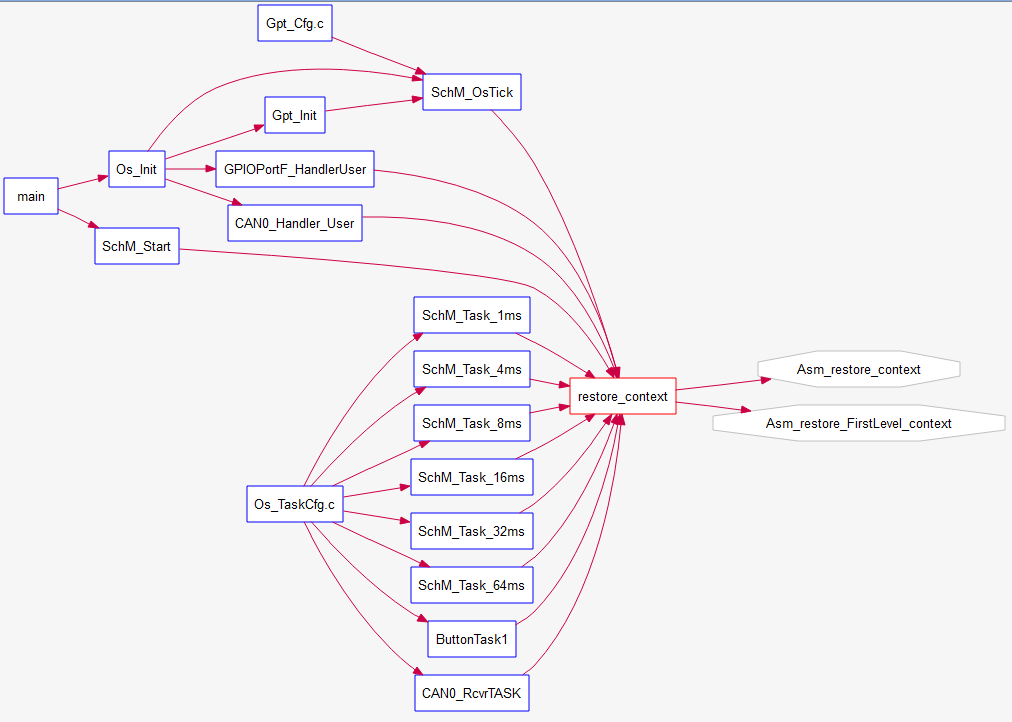 Gpt_Cfg.c
SchM_OsTick
Gpt_Init
Os_Init
GPIOPortF_HandlerUser
main
CAN0_Handler_User
SchM_Start
SchM_Task_1ms
SchM_Task_4ms
Asm_restore_context
restore_context
SchM_Task_8ms
Asm_restore_FirstLevel_context
SchM_Task_16ms
Os_TaskCfg.c
SchM_Task_32ms
SchM_Task_64ms
ButtonTask1
CAN0_RcvrTASK